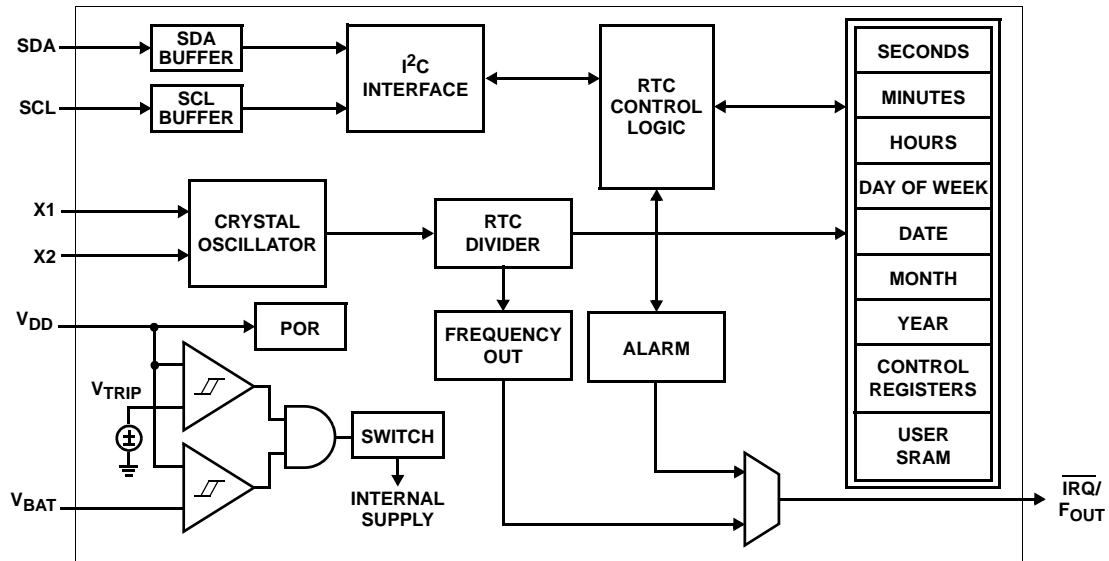 SDA
SDA
BUFFER
SCL
SCL
BUFFER
I²C
INTERFACE
RTC
CONTROL
LOGIC
SECONDS
MINUTES
HOURS
DAY OF WEEK
DATE
MONTH
YEAR
CONTROL
REGISTERS
USER
SRAM
X1
X2
CRYSTAL
OSCILLATOR
RTC
DIVIDER
FREQUENCY
OUT
ALARM
VDD
POR
VTRIP
VBAT
SWITCH
INTERNAL
SUPPLY
IRQ/
FOUT